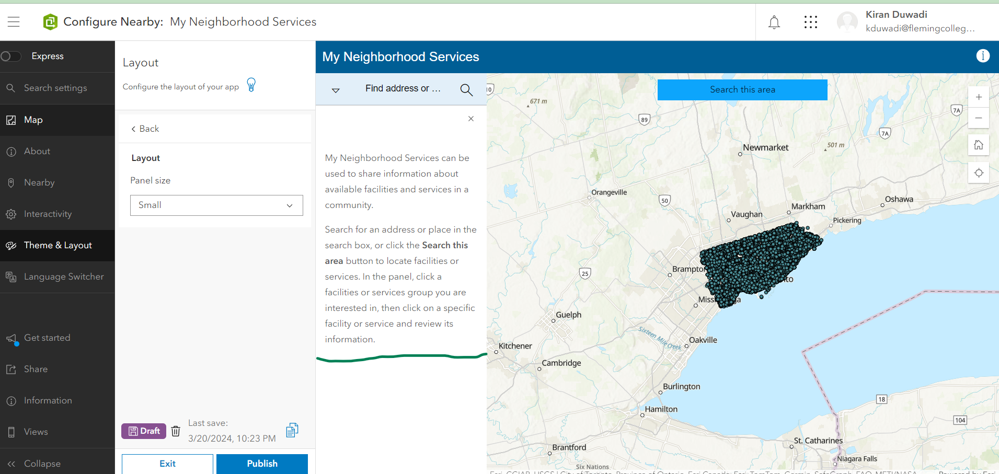 Configure Nearby: My Neighborhood Services
Kiran Duwadi
kduwadi@flemingcolleg...
Express
Search settings
Map
About
Nearby
Interactivity
Theme & Layout
Language Switcher
Get started
Share
Information
Views
Collapse
Layout
Configure the layout of your app
Back
Layout
Panel size
Small
Draft
Last save:
3/20/2024, 10:23 PM
Exit
Publish
My Neighborhood Services
Find address or ...
My Neighborhood Services can be
used to share information about
available facilities and services in a
community.
Search for an address or place in the
search box, or click the Search this
area button to locate facilities or
services. In the panel, click a
facilities or services group you are
interested in, then click on a specific
facility or service and review its
information.
Search this area
671 m
89
7A
7A
501 m
Newmarket
Orangeville
50
Oshawa
Markham
Vaughan
Pickering
Brampton
25
Guelph
Sixteen Mile Creek
Oakville
Kitchener
Cambridge
Burlington
18
Hamilton
104
St. Catharines
Brantford
Niagara Falls
Six Nations